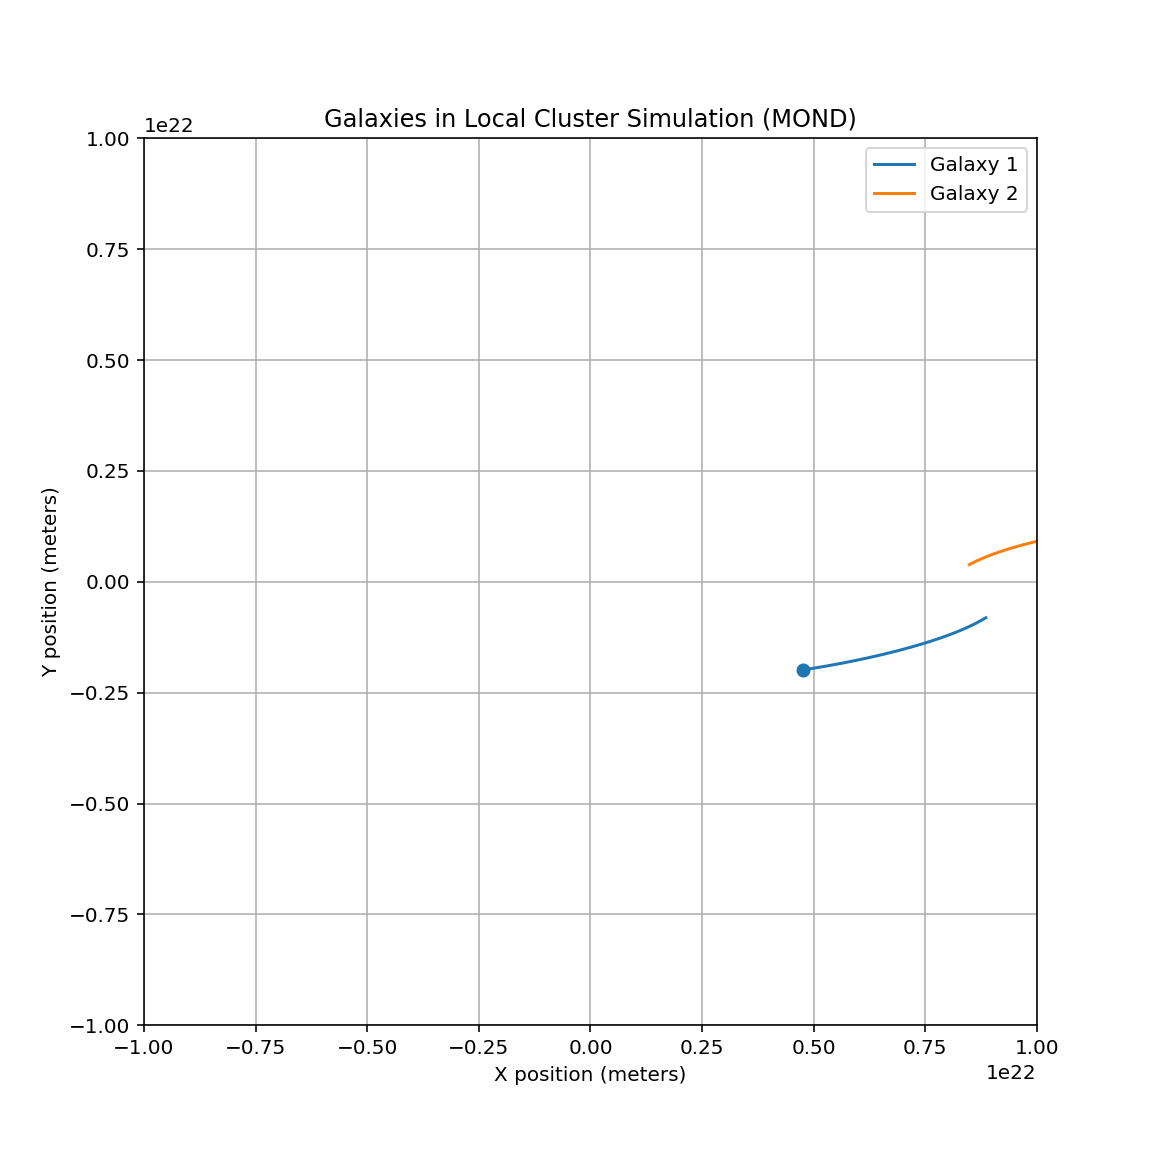 Galaxies in Local Cluster Simulation (MOND)
1e22
1.00
0.75
0.50
0.25
0.00
−0.25
−0.50
−0.75
−1.00
Y position (meters)
Galaxy 1
Galaxy 2
−1.00 −0.75 −0.50 −0.25 0.00 0.25 0.50 0.75 1.00
X position (meters)
1e22